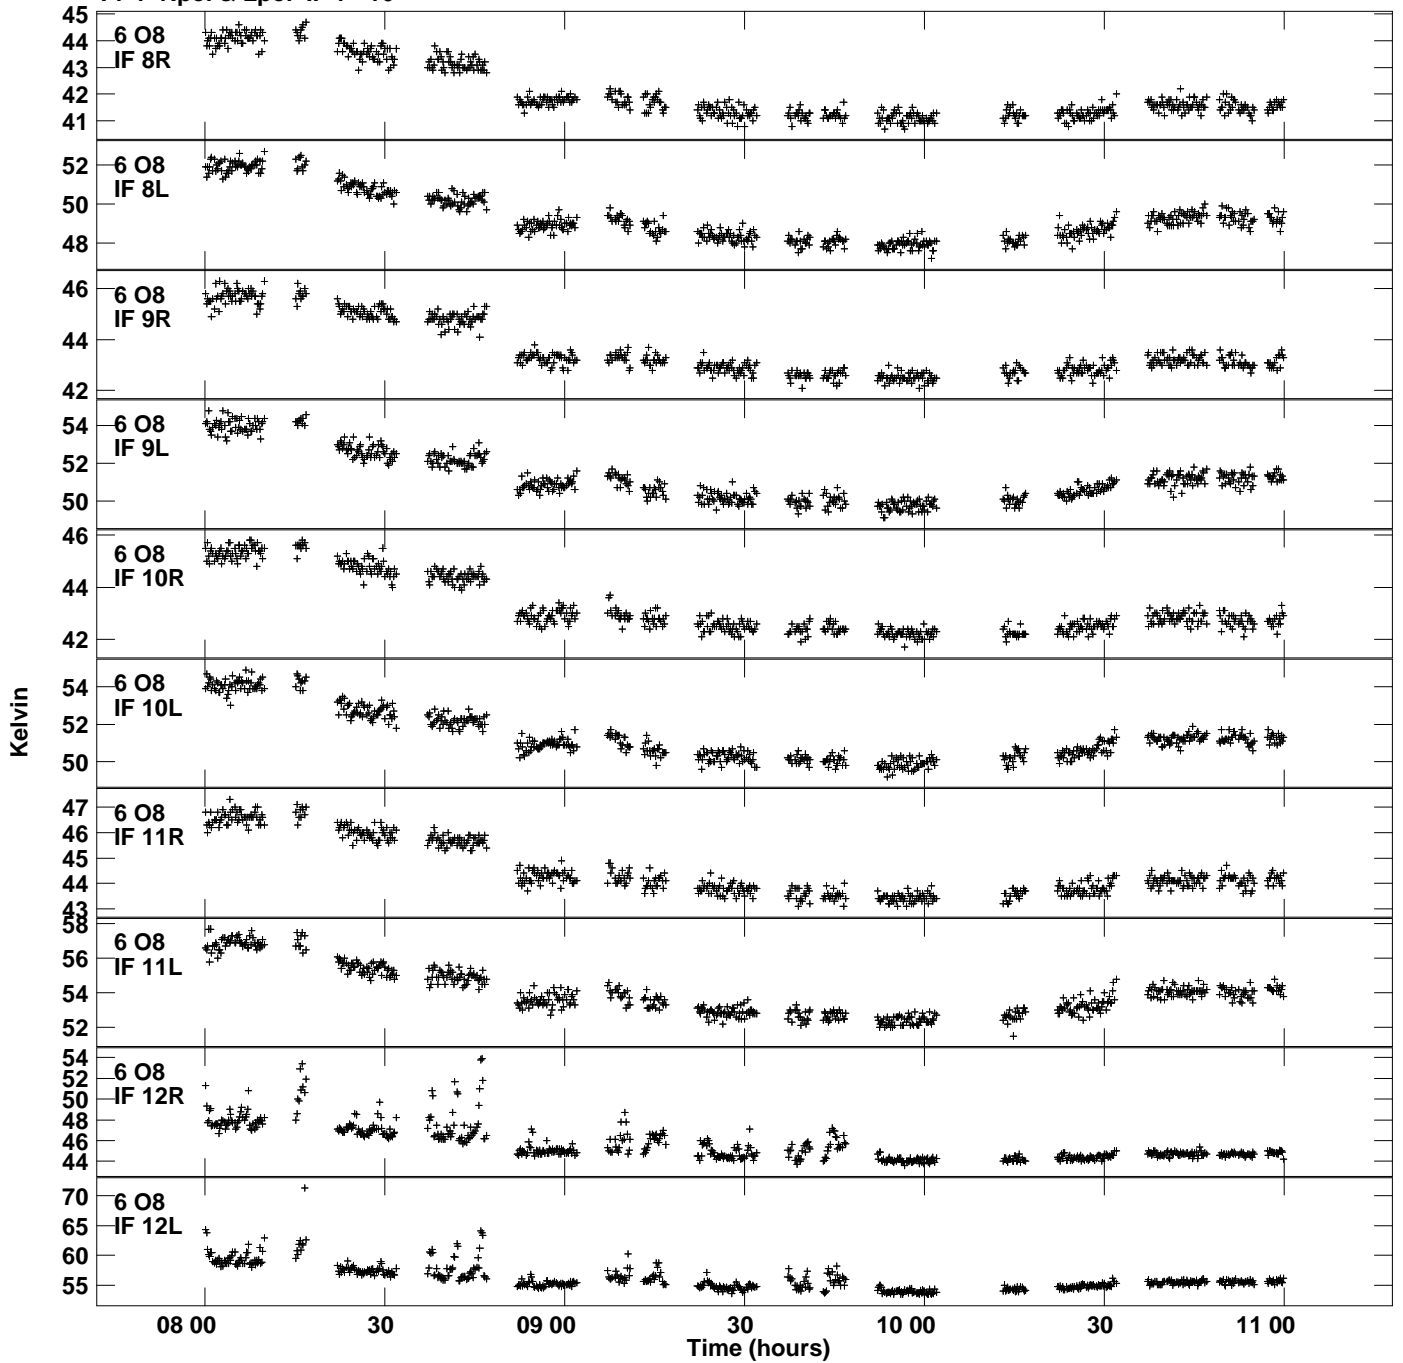 45
44
43
42
41
6 O8
IF 8R
52
50
48
6 O8
IF 8L
46
44
42
6 O8
IF 9R
54
52
50
6 O8
IF 9L
46
44
42
6 O8
IF 10R
54
52
50
6 O8
IF 10L
47
46
45
44
43
6 O8
IF 11R
58
56
54
52
6 O8
IF 11L
54
52
50
48
46
44
6 O8
IF 12R
70
65
60
55
6 O8
IF 12L
Kelvin
08 00 30 09 00 30 10 00 30 11 00
Time (hours)